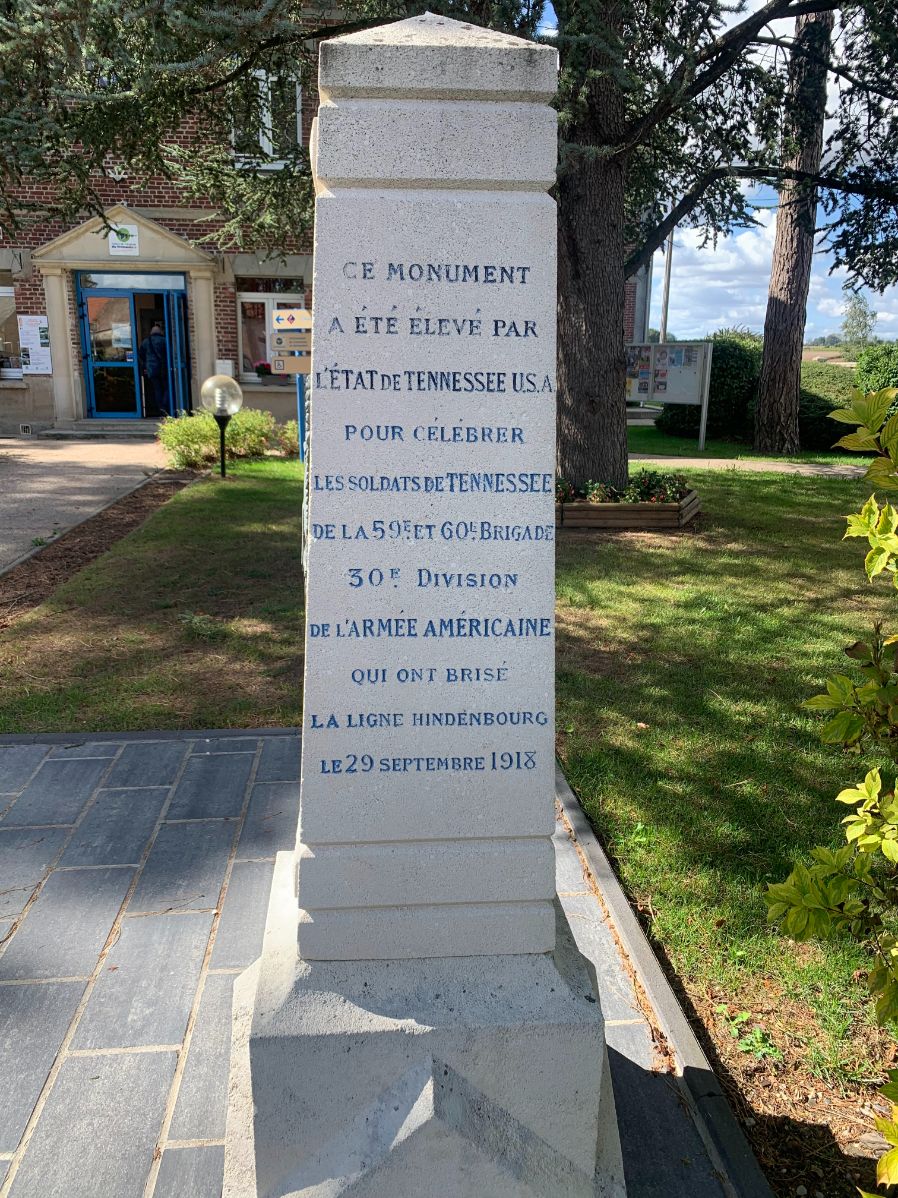 CE MONUMENT
A ÉTÉ ÉLEVÉ PAR
L'ÉTAT DE TENNESSEE U.S.A
POUR CÉLÉBRER
LES SOLDATS DE TENNESSEE
DE LA 59E ET 60E BRIGADE
30E DIVISION
DE L'ARMÉE AMÉRICAINE
QUI ONT BRISÉ
LA LIGNE HINDENBOURG
LE 29 SEPTEMBRE 1918